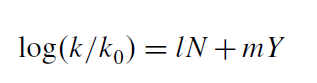 log(k/k₀) = lN + mY